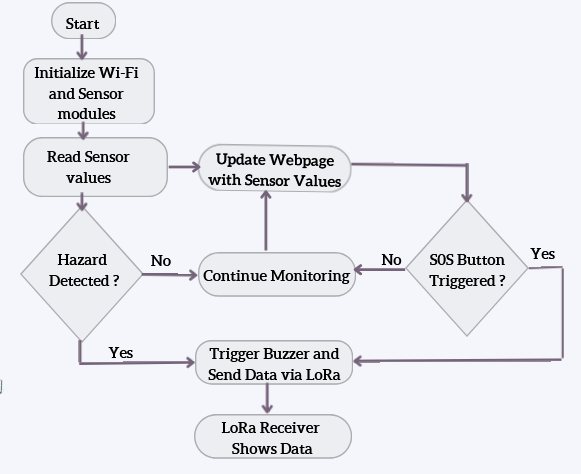 Start
Initialize Wi-Fi
and Sensor
modules
Read Sensor
values
Update Webpage
with Sensor Values
Hazard
Detected ?
No
Continue Monitoring
No
S0S Button
Triggered ?
Yes
Yes
Trigger Buzzer and
Send Data via LoRa
LoRa Receiver
Shows Data